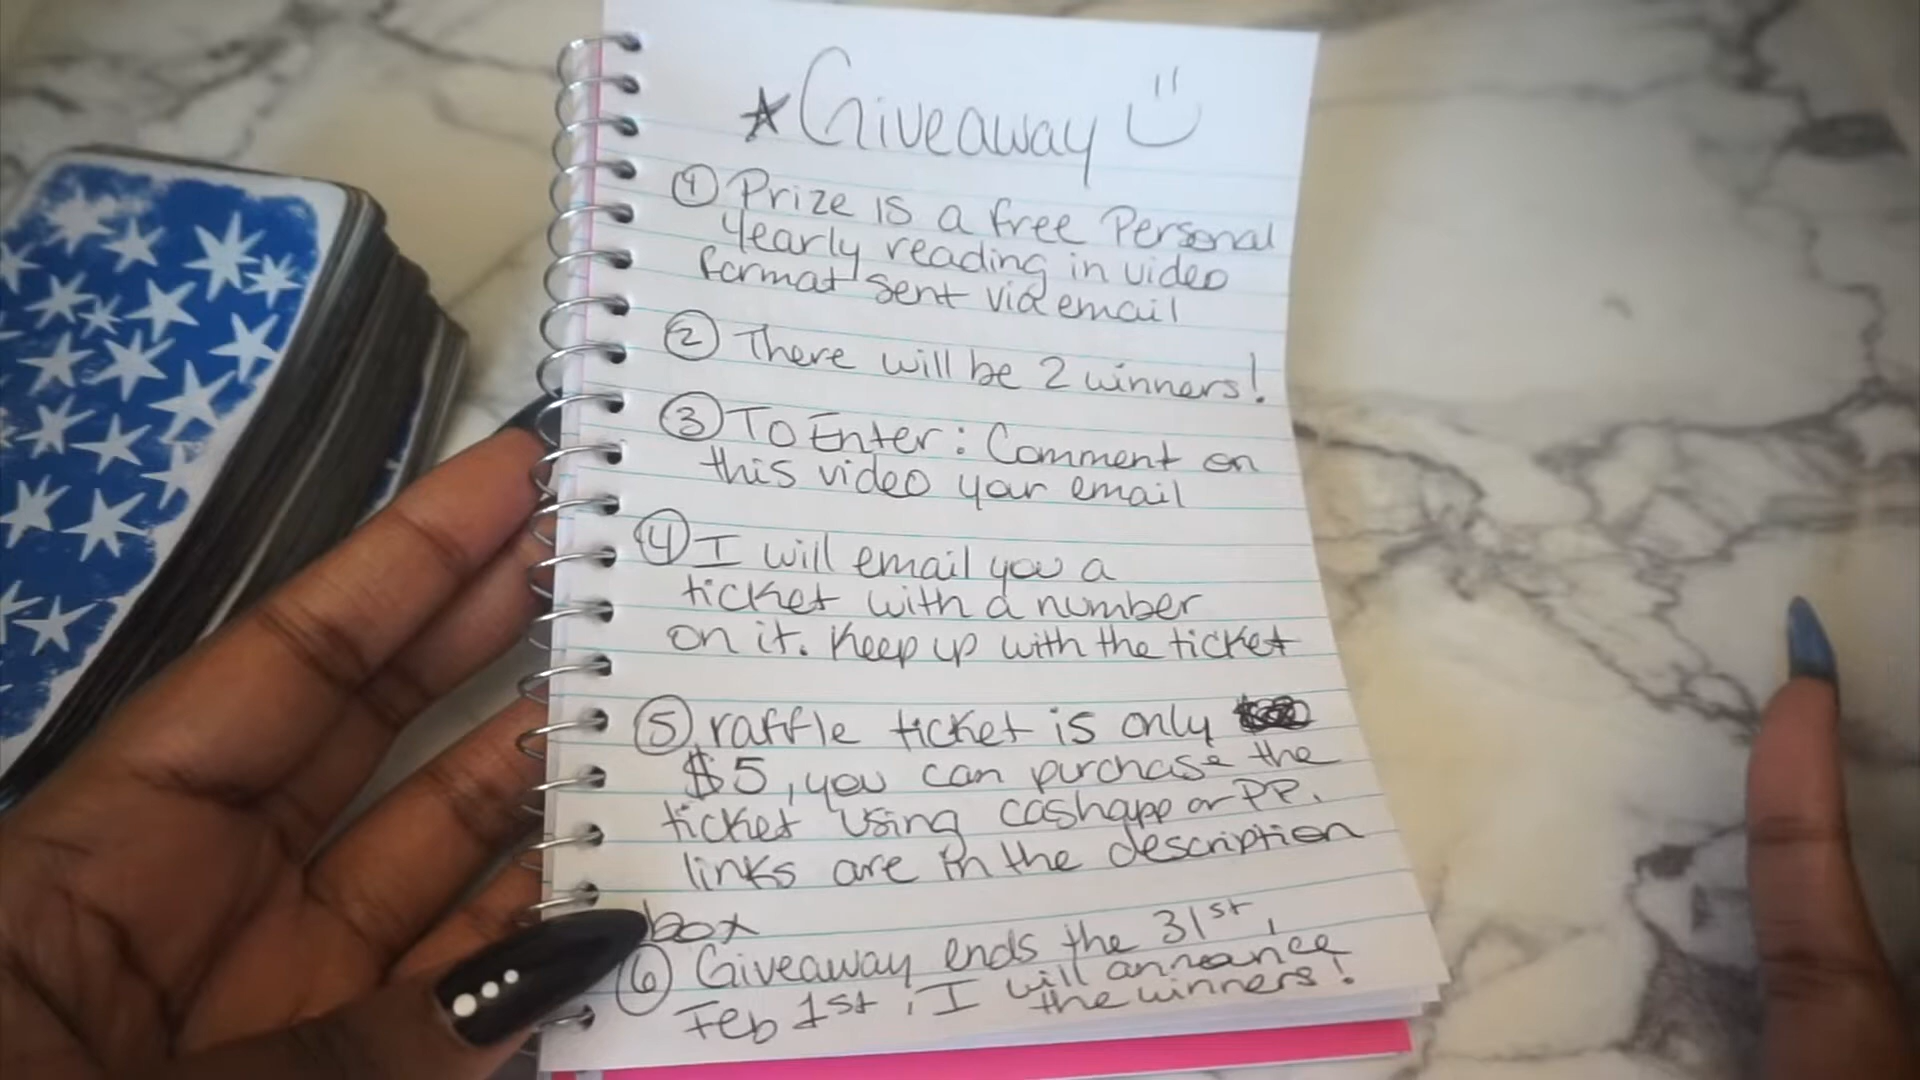 ★Giveaway
① Prize is a free Personal
Yearly reading in video
format sent via email
② There will be 2 winners!
③ To Enter: Comment on
this video your email
④ I will email you a
ticket with a number
on it. Keep up with the ticket
⑤ raffle ticket is only
$5, you can purchase the
ticket using cashapp or PP.
links are in the description
box
⑥ Giveaway ends the 31st,
Feb 1st, I will announce
the winners!